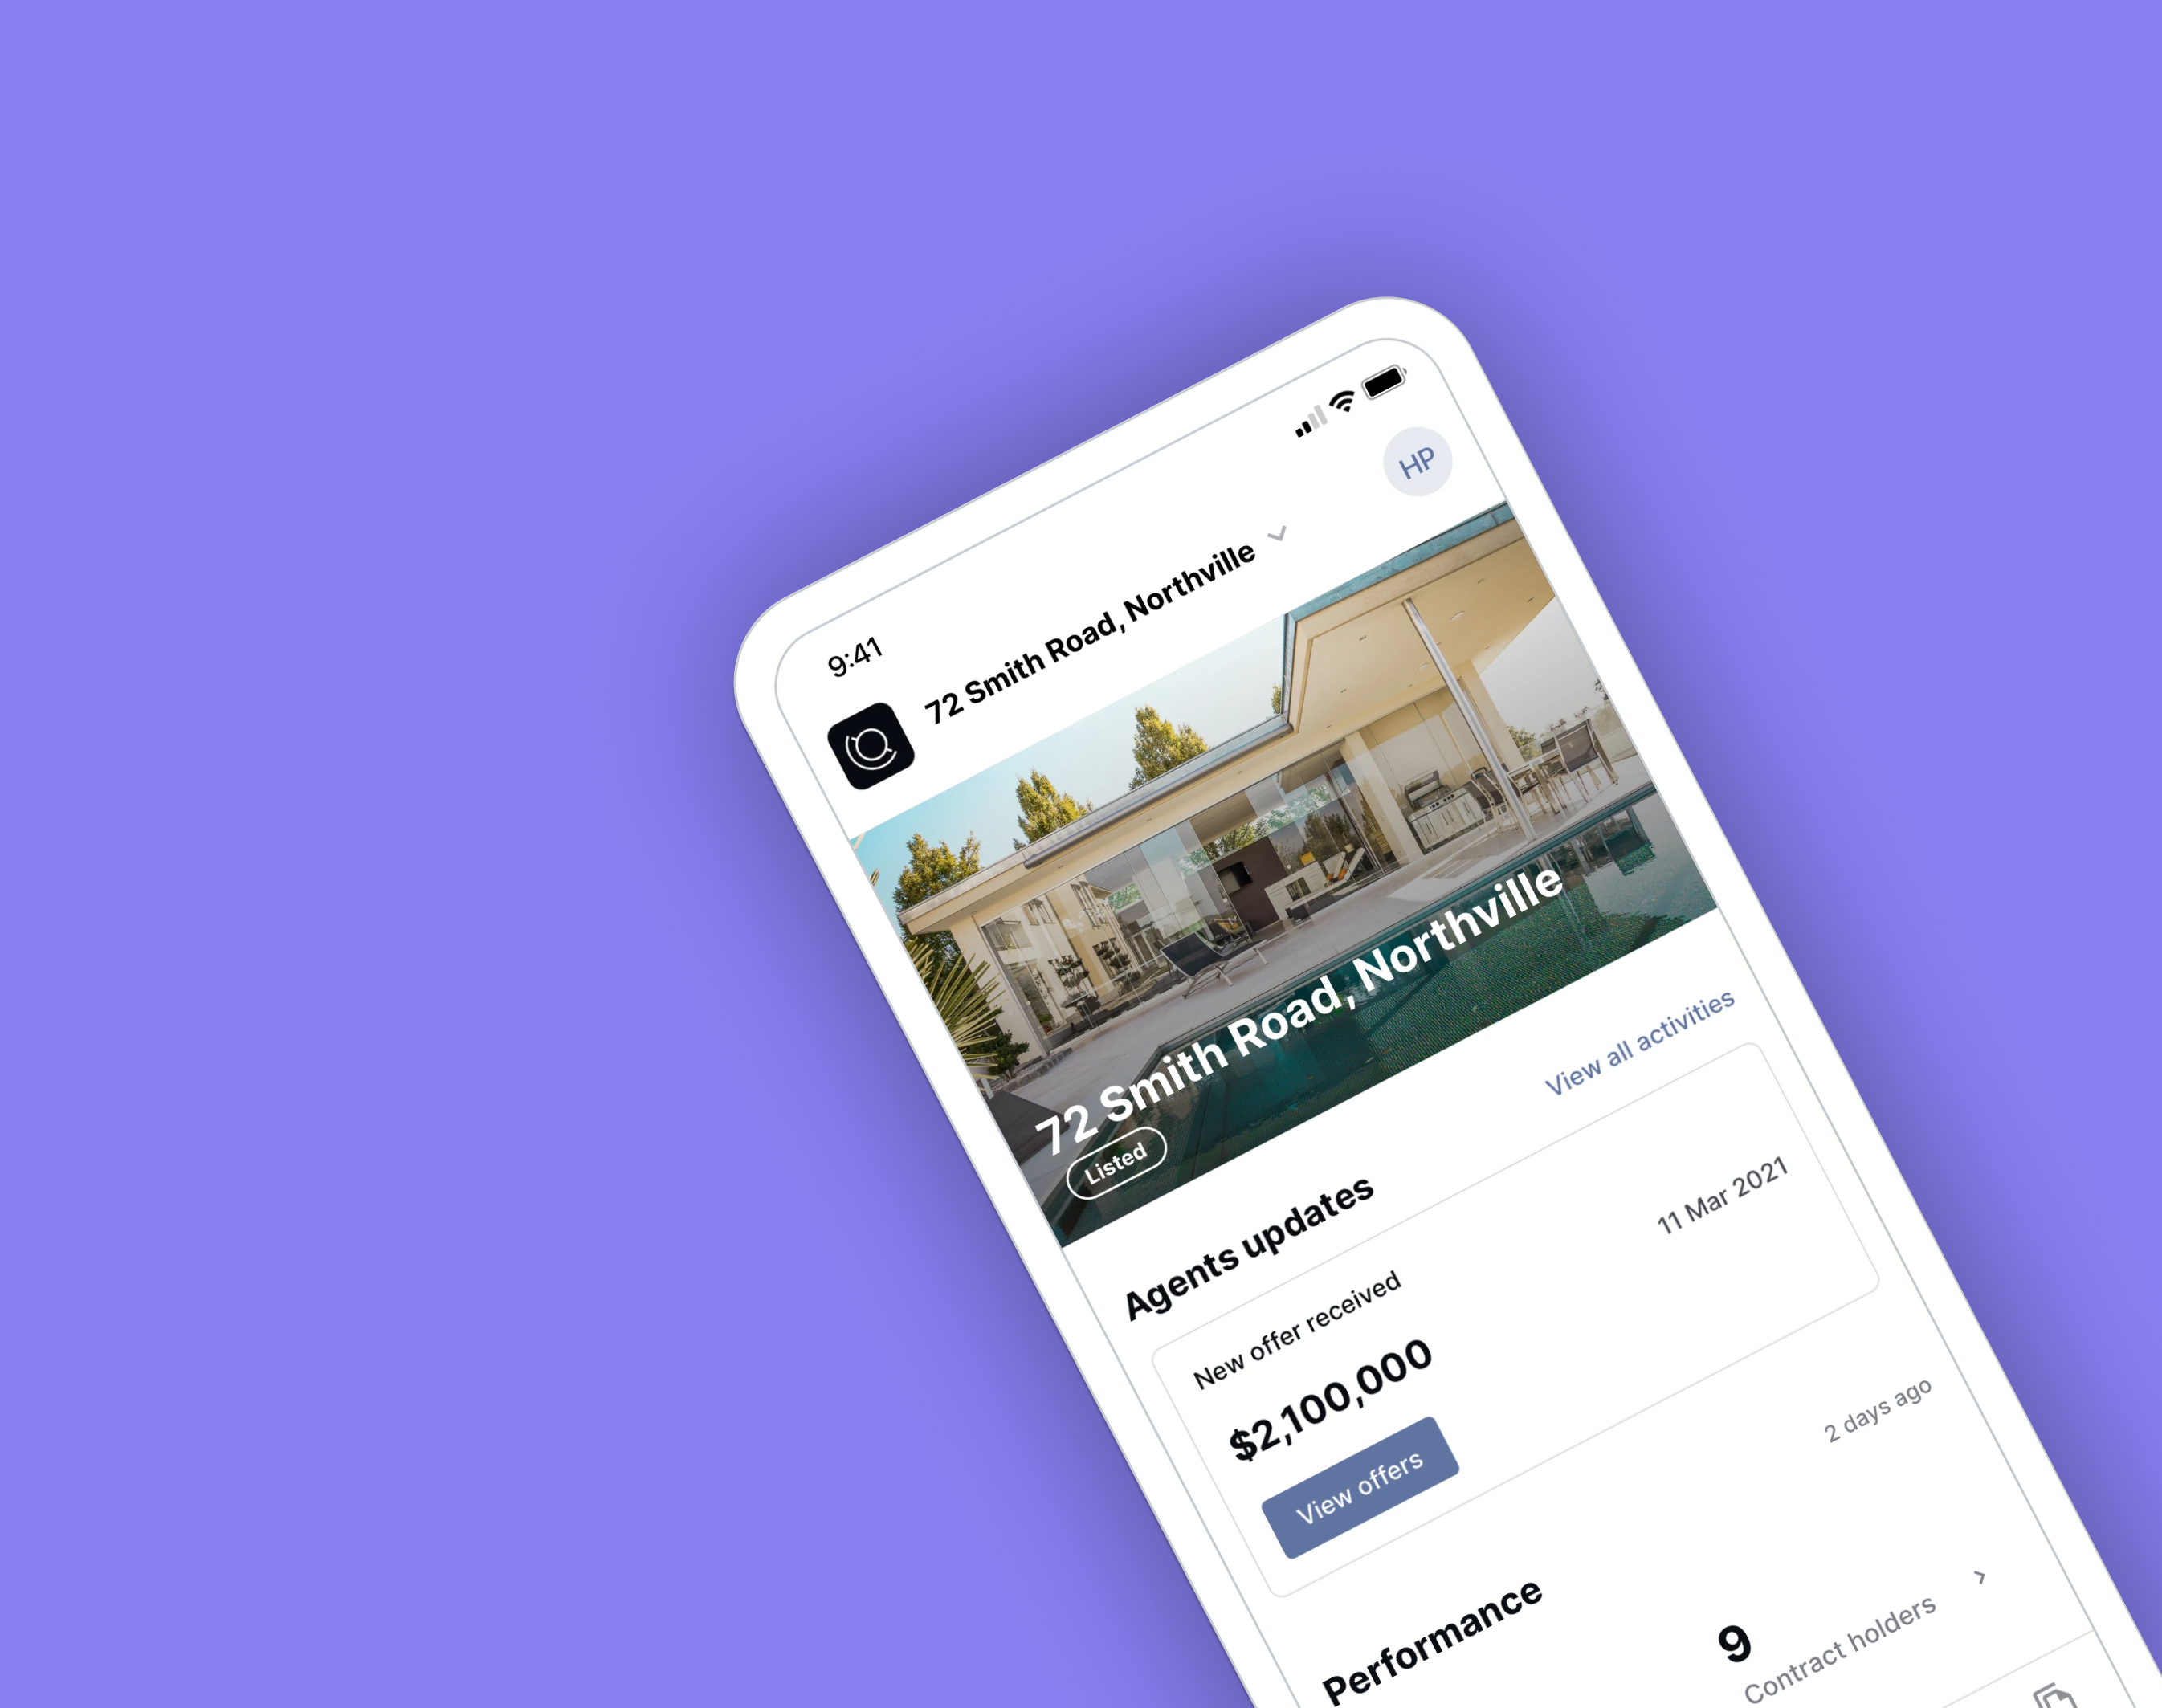 9:41
72 Smith Road, Northville
HP
72 Smith Road, Northville
Listed
Agents updates
View all activities
New offer received
11 Mar 2021
$2,100,000
View offers
Performance
2 days ago
9
Contract holders